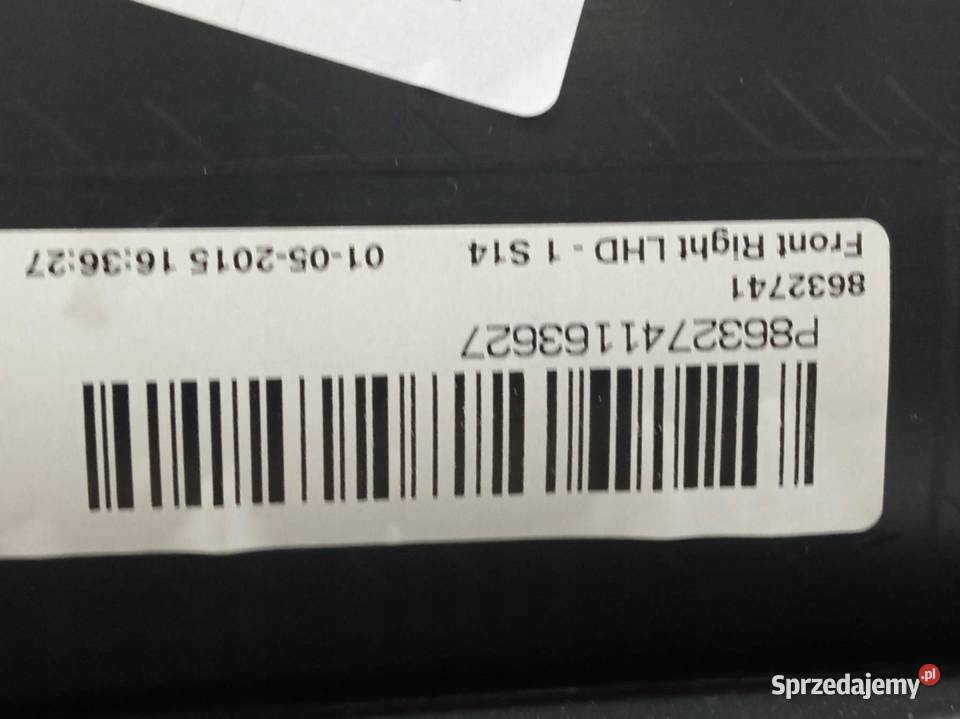 Front Right LHD - 1 S14 01-05-2015 16:36:27
8632741
P8632741163627
Sprzedajemy.pl